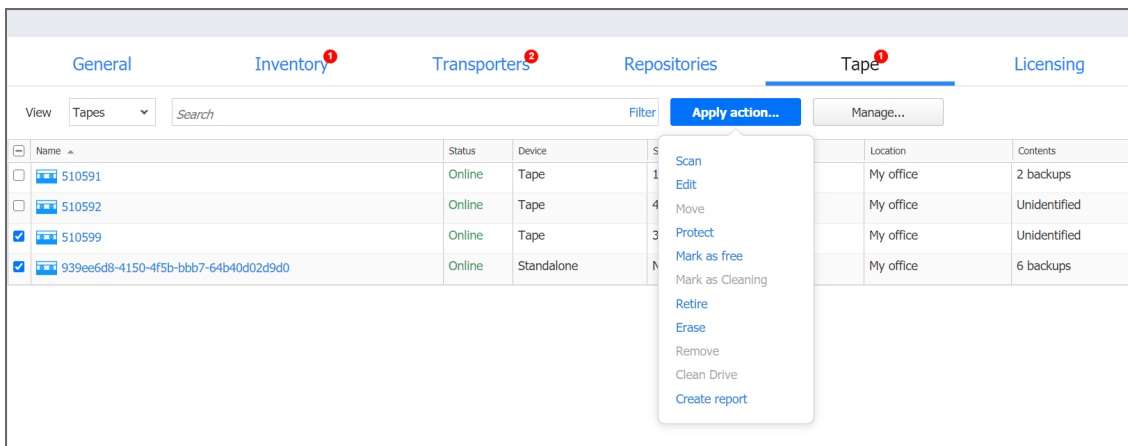 General Inventory 1 Transporters 2 Repositories Tape 1 Licensing
View Tapes Search Filter Apply action... Manage...
Name Status Device S Location Contents
510591 Online Tape 1 My office 2 backups
510592 Online Tape 4 My office Unidentified
510599 Online Tape 3 My office Unidentified
939ee6d8-4150-4f5b-bbb7-64b40d02d9d0 Online Standalone N My office 6 backups
Scan
Edit
Move
Protect
Mark as free
Mark as Cleaning
Retire
Erase
Remove
Clean Drive
Create report